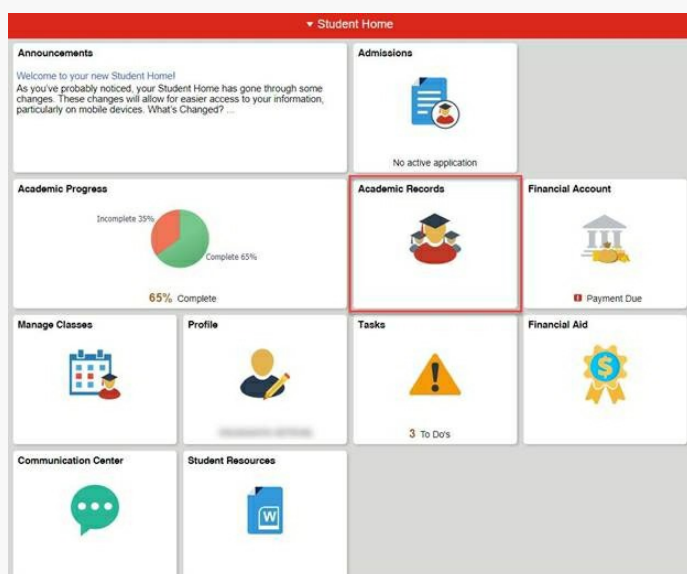 ▾ Student Home
Announcements
Welcome to your new Student Home!
As you've probably noticed, your Student Home has gone through some
changes. These changes will allow for easier access to your information,
particularly on mobile devices. What's Changed? ...
Admissions
No active application
Academic Progress
Incomplete 35%
Complete 65%
65% Complete
Academic Records
Financial Account
Payment Due
Manage Classes
Profile
Tasks
3 To Do's
Financial Aid
Communication Center
Student Resources
W